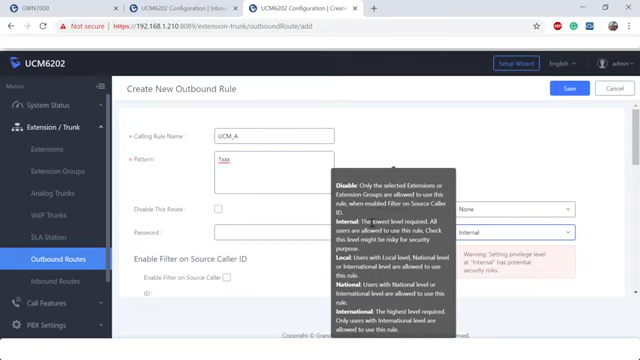 GWN7000
UCM6202 Configuration | Inbou
UCM6202 Configuration | Create
Not secure
https://192.168.1.210:8089/extension-trunk/outboundRoute/add
UCM6202
Setup Wizard
English
admin
Menus
System Status
Extension / Trunk
Extensions
Extension Groups
Analog Trunks
VoIP Trunks
SLA Station
Outbound Routes
Inbound Routes
Call Features
PBX Settings
Create New Outbound Rule
Save
Cancel
* Calling Rule Name :
UCM_A
* Pattern :
1xxx
Disable This Route :
Password :
None
Internal
Warning: Setting privilege level
at "Internal" has potential
security risks.
Disable: Only the selected Extensions or
Extension Groups are allowed to use this
rule, when enabled Filter on Source Caller
ID.
Internal: The lowest level required. All
users are allowed to use this rule, Check
this level might be risky for security
purpose.
Local: Users with Local level, National level
or International level are allowed to use
this rule.
National: Users with National level or
International level are allowed to use this
rule.
International: The highest level required.
Only users with International level are
allowed to use this rule.
Enable Filter on Source Caller ID
Enable Filter on Source Caller
ID :
Copyright © Grand